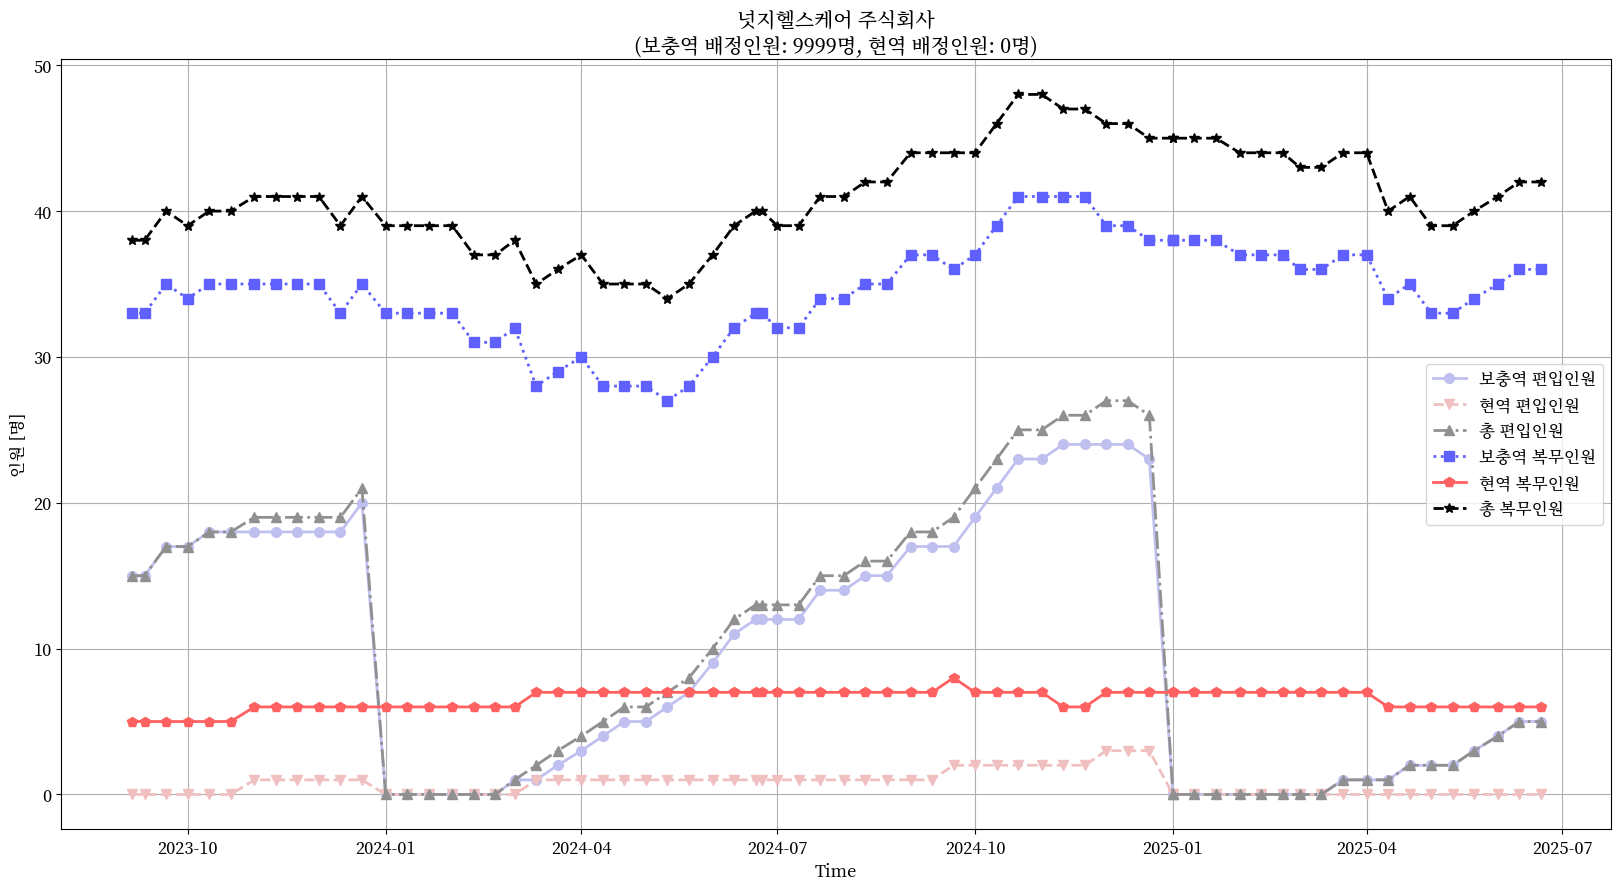 넛지헬스케어 주식회사
(보충역 배정인원: 9999명, 현역 배정인원: 0명)
50
40
30
20
10
0
인원 [명]
보충역 편입인원
현역 편입인원
총 편입인원
보충역 복무인원
현역 복무인원
총 복무인원
2023-10
2024-01
2024-04
2024-07
2024-10
2025-01
2025-04
2025-07
Time